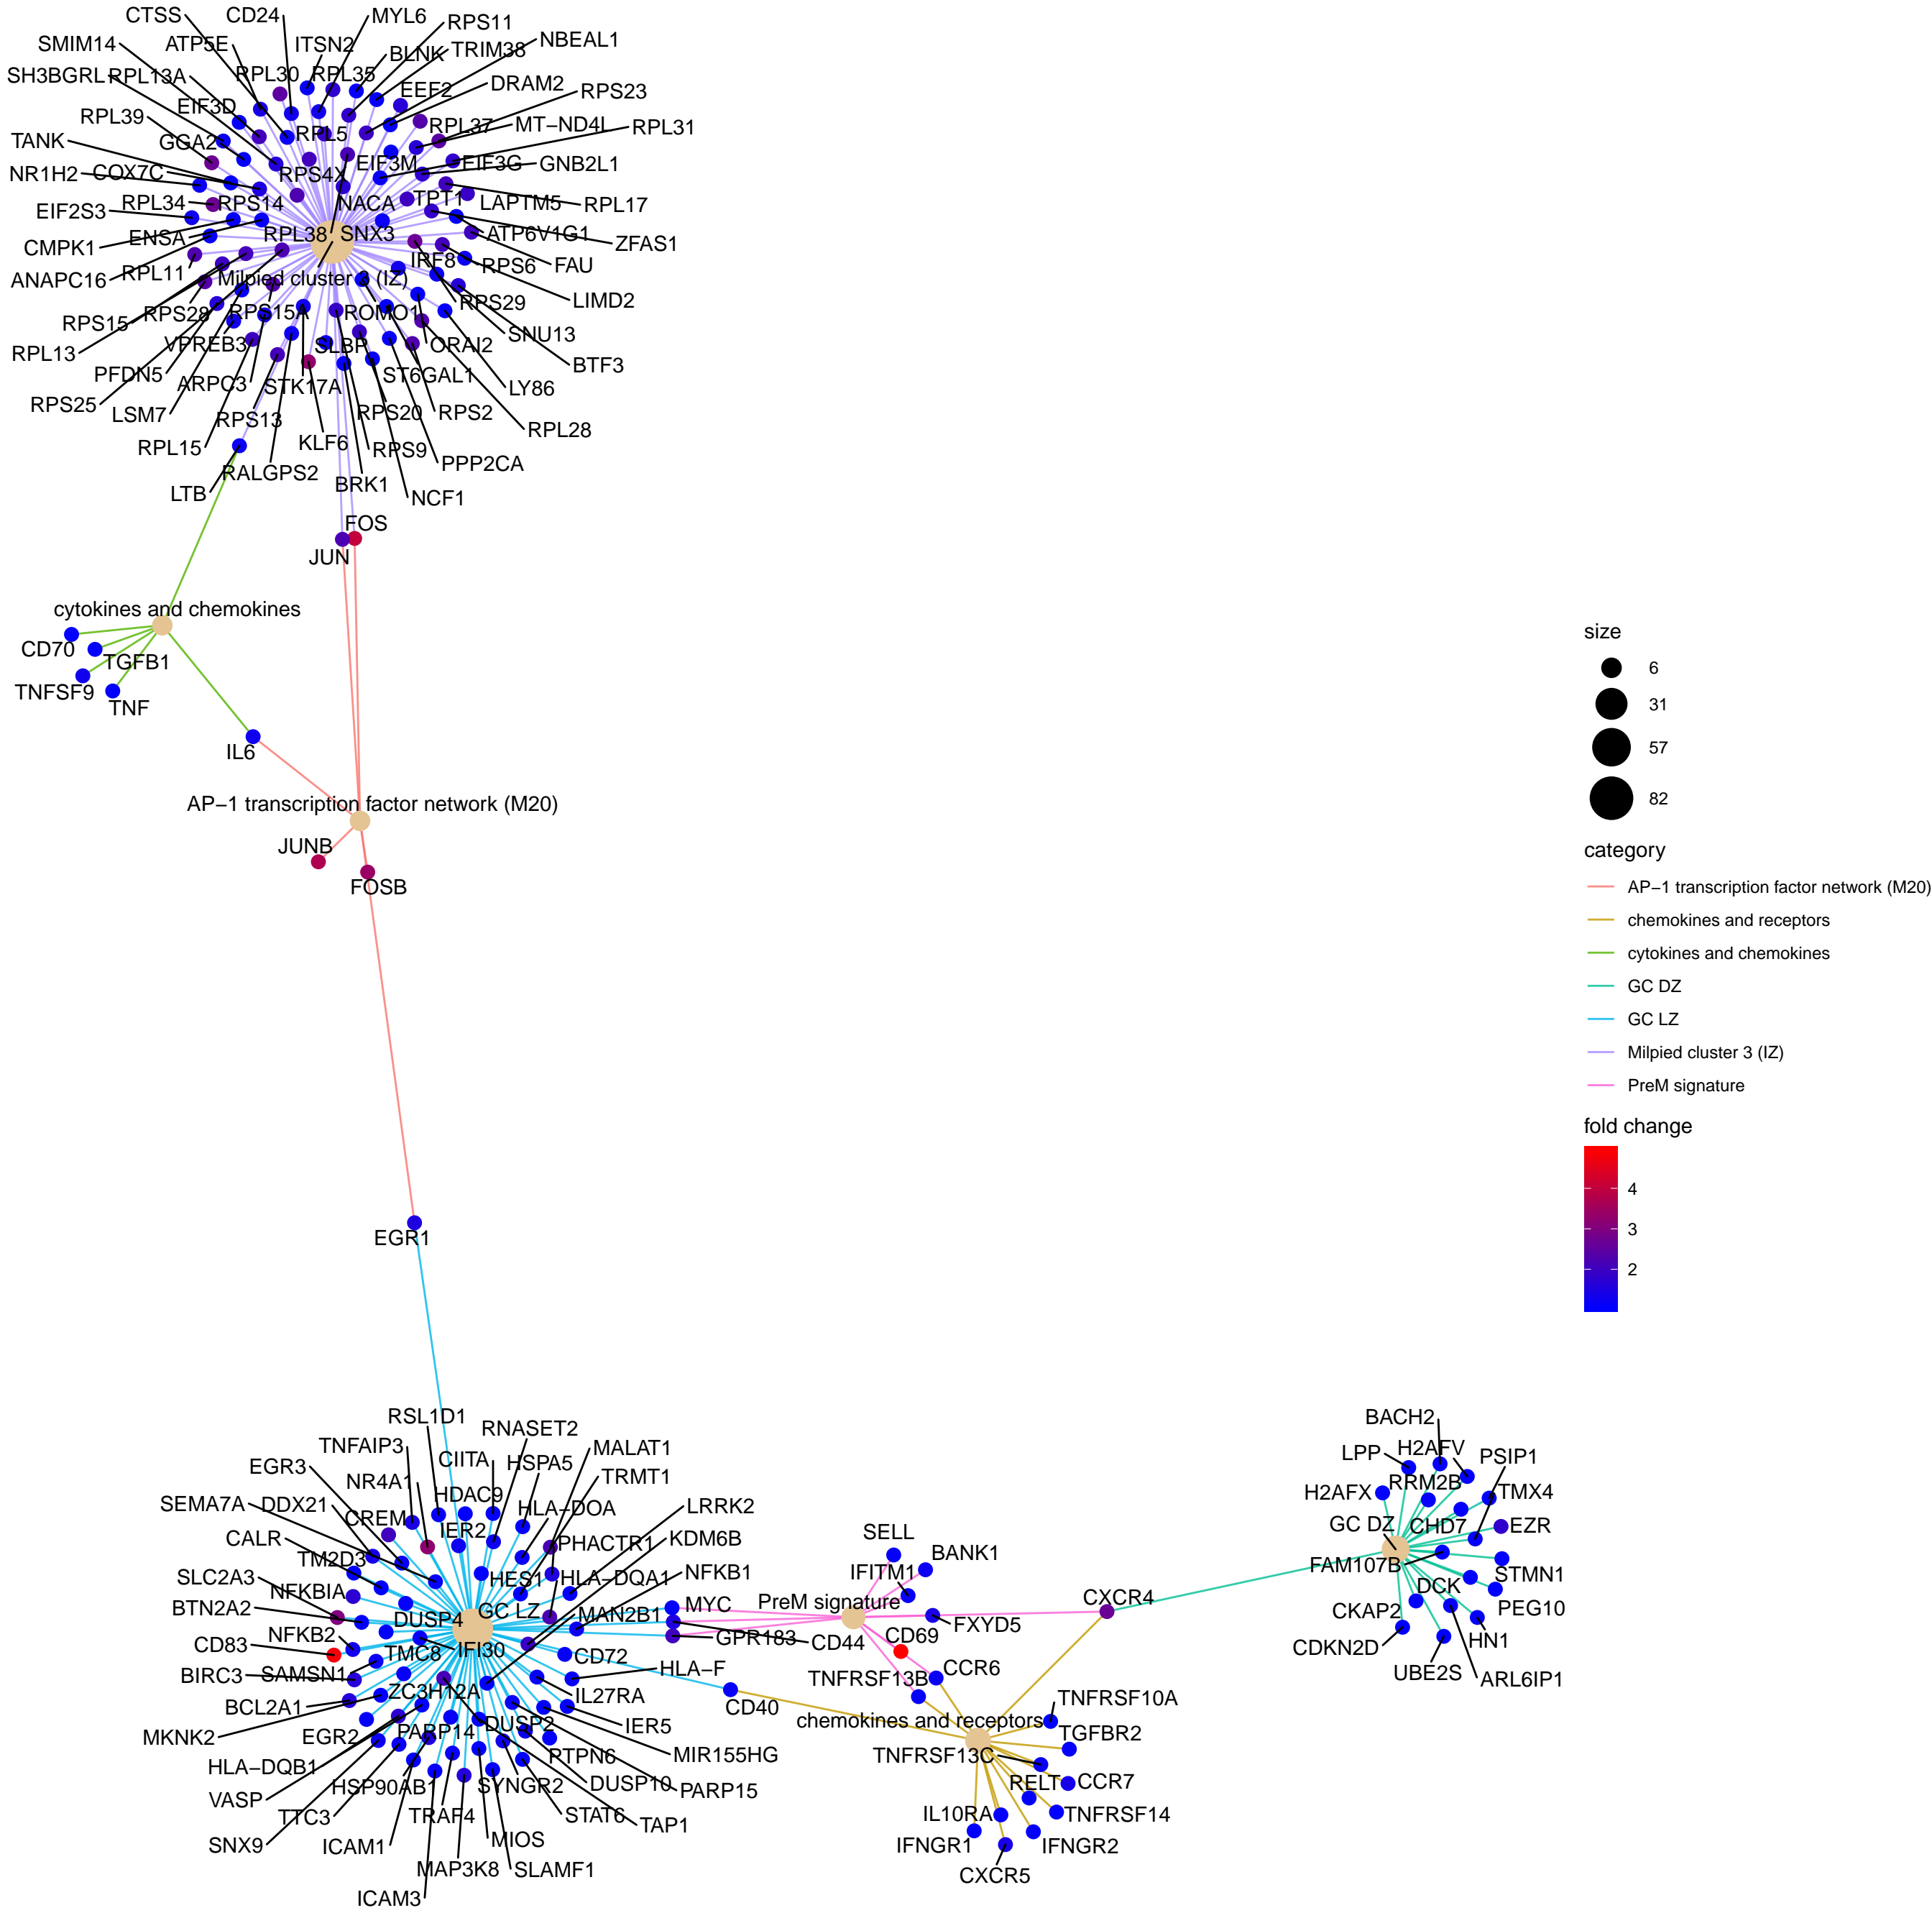 CTSS
CD24
MYL6
RPS11
SMIM14
ATP5E
ITSN2
BLNK
TRIM38
NBEAL1
SH3BGRL
RPL13A
RPL30
RPL35
EEF2
DRAM2
RPS23
RPL39
EIF3D
RPL5
RPL37
MT−ND4L
RPL31
TANK
GGA2
EIF3M
EIF3G
GNB2L1
NR1H2
COX7C
RPS4X
EIF2S3
RPL34
RPS14
NACA
TPT1
LAPTM5
RPL17
CMPK1
ENSA
RPL38
SNX3
ATP6V1G1
ZFAS1
ANAPC16
RPL11
Milpied cluster 3 (IZ)
IRF8
RPS6
FAU
RPS15
RPS28
RPS15A
ROMO1
RPS29
LIMD2
RPL13
VPREB3
SLBP
ORAI2
SNU13
PFDN5
ARPC3
STK17A
ST6GAL1
LY86
BTF3
RPS25
LSM7
RPS13
RPS20
RPS2
RPL28
RPL15
KLF6
RPS9
PPP2CA
LTB
RALGPS2
BRK1
NCF1
FOS
JUN
cytokines and chemokines
CD70
TGFB1
TNFSF9
TNF
IL6
AP−1 transcription factor network (M20)
JUNB
FOSB
EGR1
RSL1D1
RNASET2
TNFAIP3
CIITA
HSPA5
MALAT1
EGR3
NR4A1
TRMT1
SEMA7A
DDX21
CREM
HDAC9
HLA−DOA
LRRK2
CALR
IER2
PHACTR1
KDM6B
TM2D3
SLC2A3
NFKBIA
HES1
HLA−DQA1
NFKB1
BTN2A2
DUSP4
GC LZ
MAN2B1
MYC
CD83
NFKB2
TMC8
IFI30
CD72
GPR183
CD44
BIRC3
SAMSN1
HLA−F
BCL2A1
ZC3H12A
IL27RA
CD40
MKNK2
EGR2
PARP14
DUSP2
IER5
HLA−DQB1
PTPN6
MIR155HG
VASP
HSP90AB1
SYNGR2
DUSP10
PARP15
TTC3
TRAF4
STAT6
TAP1
SNX9
ICAM1
MIOS
MAP3K8
SLAMF1
ICAM3
SELL
BANK1
IFITM1
PreM signature
CXCR4
FXYD5
CD69
CCR6
TNFRSF13B
TNFRSF10A
chemokines and receptors
TGFBR2
TNFRSF13C
RELT
CCR7
IL10RA
TNFRSF14
IFNGR1
IFNGR2
CXCR5
BACH2
LPP
H2AFV
PSIP1
H2AFX
RRM2B
TMX4
GC DZ
CHD7
EZR
FAM107B
STMN1
DCK
PEG10
CKAP2
HN1
CDKN2D
UBE2S
ARL6IP1
size
6
31
57
82
category
AP−1 transcription factor network (M20)
chemokines and receptors
cytokines and chemokines
GC DZ
GC LZ
Milpied cluster 3 (IZ)
PreM signature
fold change
4
3
2